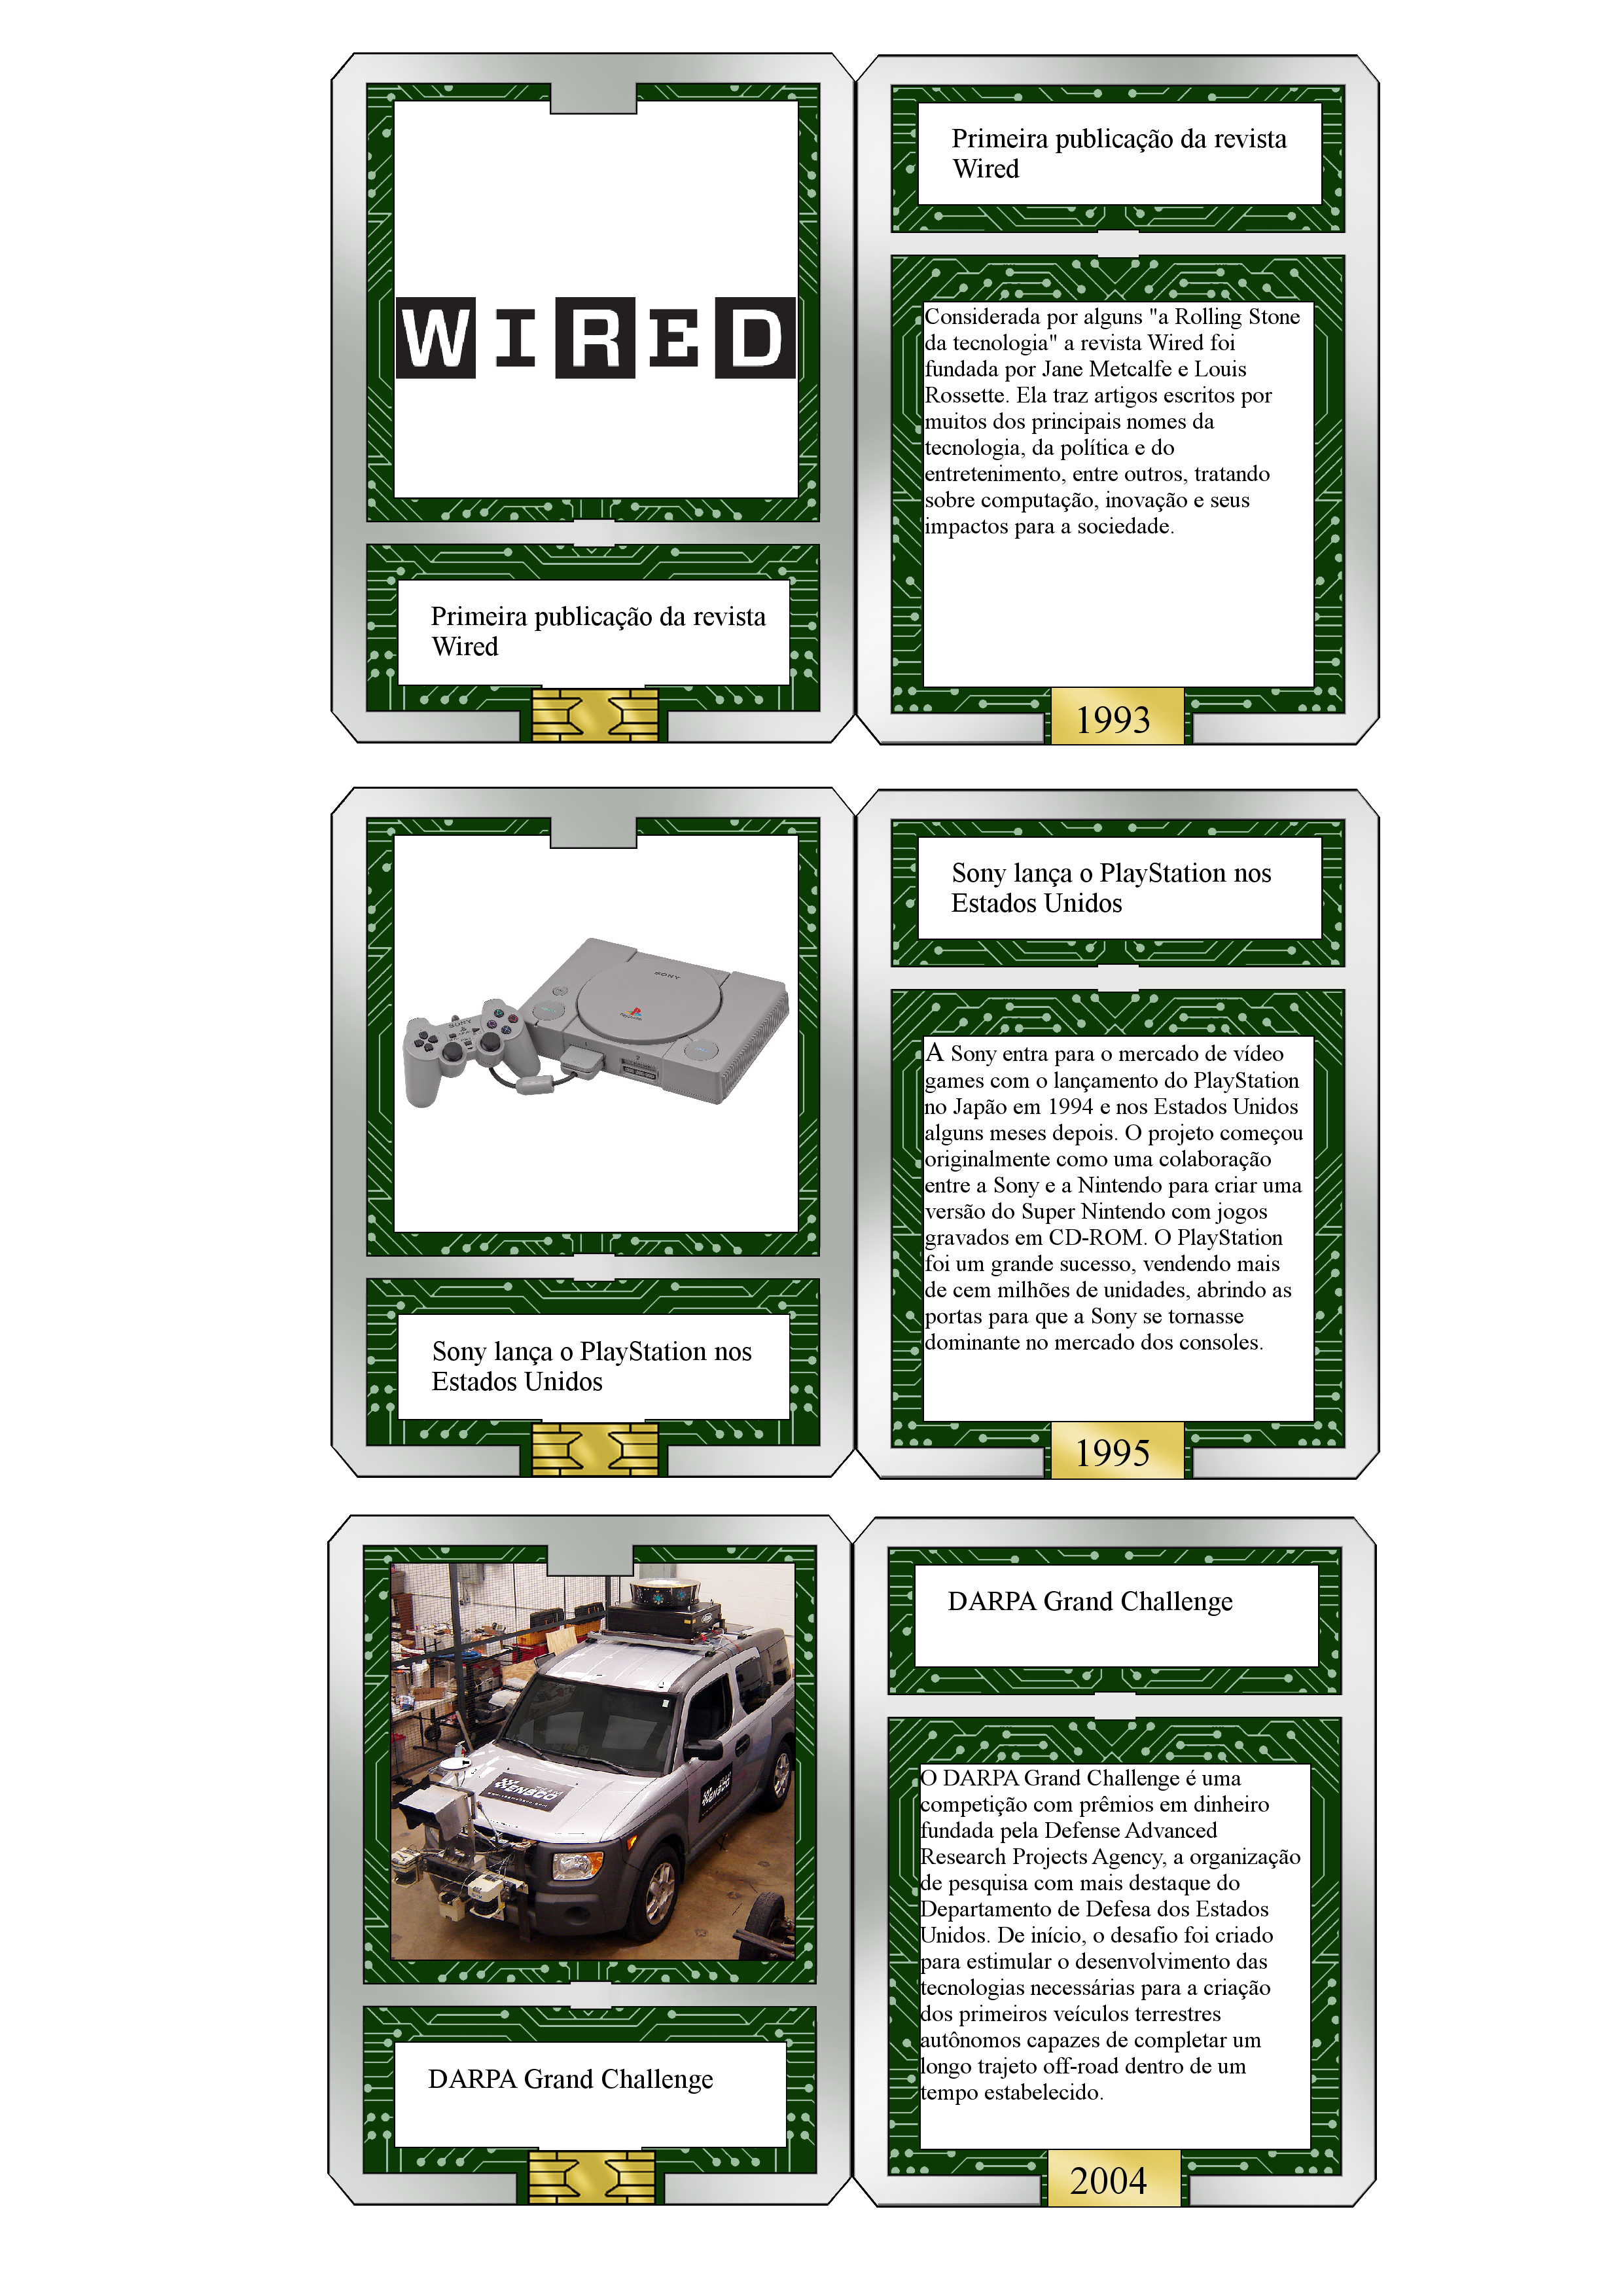 WIRED
Primeira publicação da revista
Wired
Primeira publicação da revista
Wired
Considerada por alguns "a Rolling Stone
da tecnologia" a revista Wired foi
fundada por Jane Metcalfe e Louis
Rossette. Ela traz artigos escritos por
muitos dos principais nomes da
tecnologia, da política e do
entretenimento, entre outros, tratando
sobre computação, inovação e seus
impactos para a sociedade.
1993
SONY
SONY
Sony lança o PlayStation nos
Estados Unidos
Sony lança o PlayStation nos
Estados Unidos
A Sony entra para o mercado de vídeo
games com o lançamento do PlayStation
no Japão em 1994 e nos Estados Unidos
alguns meses depois. O projeto começou
originalmente como uma colaboração
entre a Sony e a Nintendo para criar uma
versão do Super Nintendo com jogos
gravados em CD-ROM. O PlayStation
foi um grande sucesso, vendendo mais
de cem milhões de unidades, abrindo as
portas para que a Sony se tornasse
dominante no mercado dos consoles.
1995
ENSCO
ENSCO
DARPA Grand Challenge
DARPA Grand Challenge
O DARPA Grand Challenge é uma
competição com prêmios em dinheiro
fundada pela Defense Advanced
Research Projects Agency, a organização
de pesquisa com mais destaque do
Departamento de Defesa dos Estados
Unidos. De início, o desafio foi criado
para estimular o desenvolvimento das
tecnologias necessárias para a criação
dos primeiros veículos terrestres
autônomos capazes de completar um
longo trajeto off-road dentro de um
tempo estabelecido.
2004